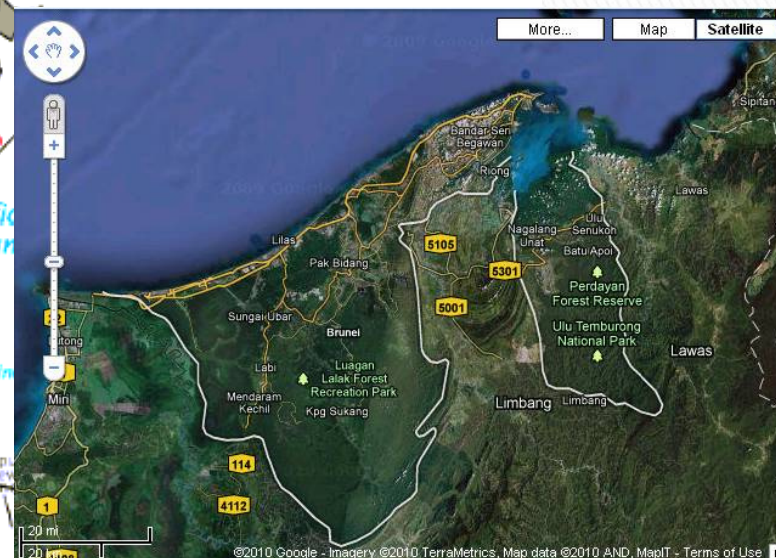 More...
Map
Satellite
Sipitang
Bandar Seri
Begawan
Riong
Lawas
Ulu
Senukoh
Nagalang
Unat
Batu Apoi
Lilas
5105
5301
Pak Bidang
Perdayan
Forest Reserve
5001
Sungai Ubar
Brunei
Ulu Temburong
National Park
Lawas
Labi
Luagan
Lalak Forest
Recreation Park
Miri
Mendaram
Kechil
Kpg Sukang
Limbang
Limbang
114
4112
1
20 mi
20
©2010 Google - Imagery ©2010 TerraMetrics, Map data ©2010 AND, MapIT - Terms of Use